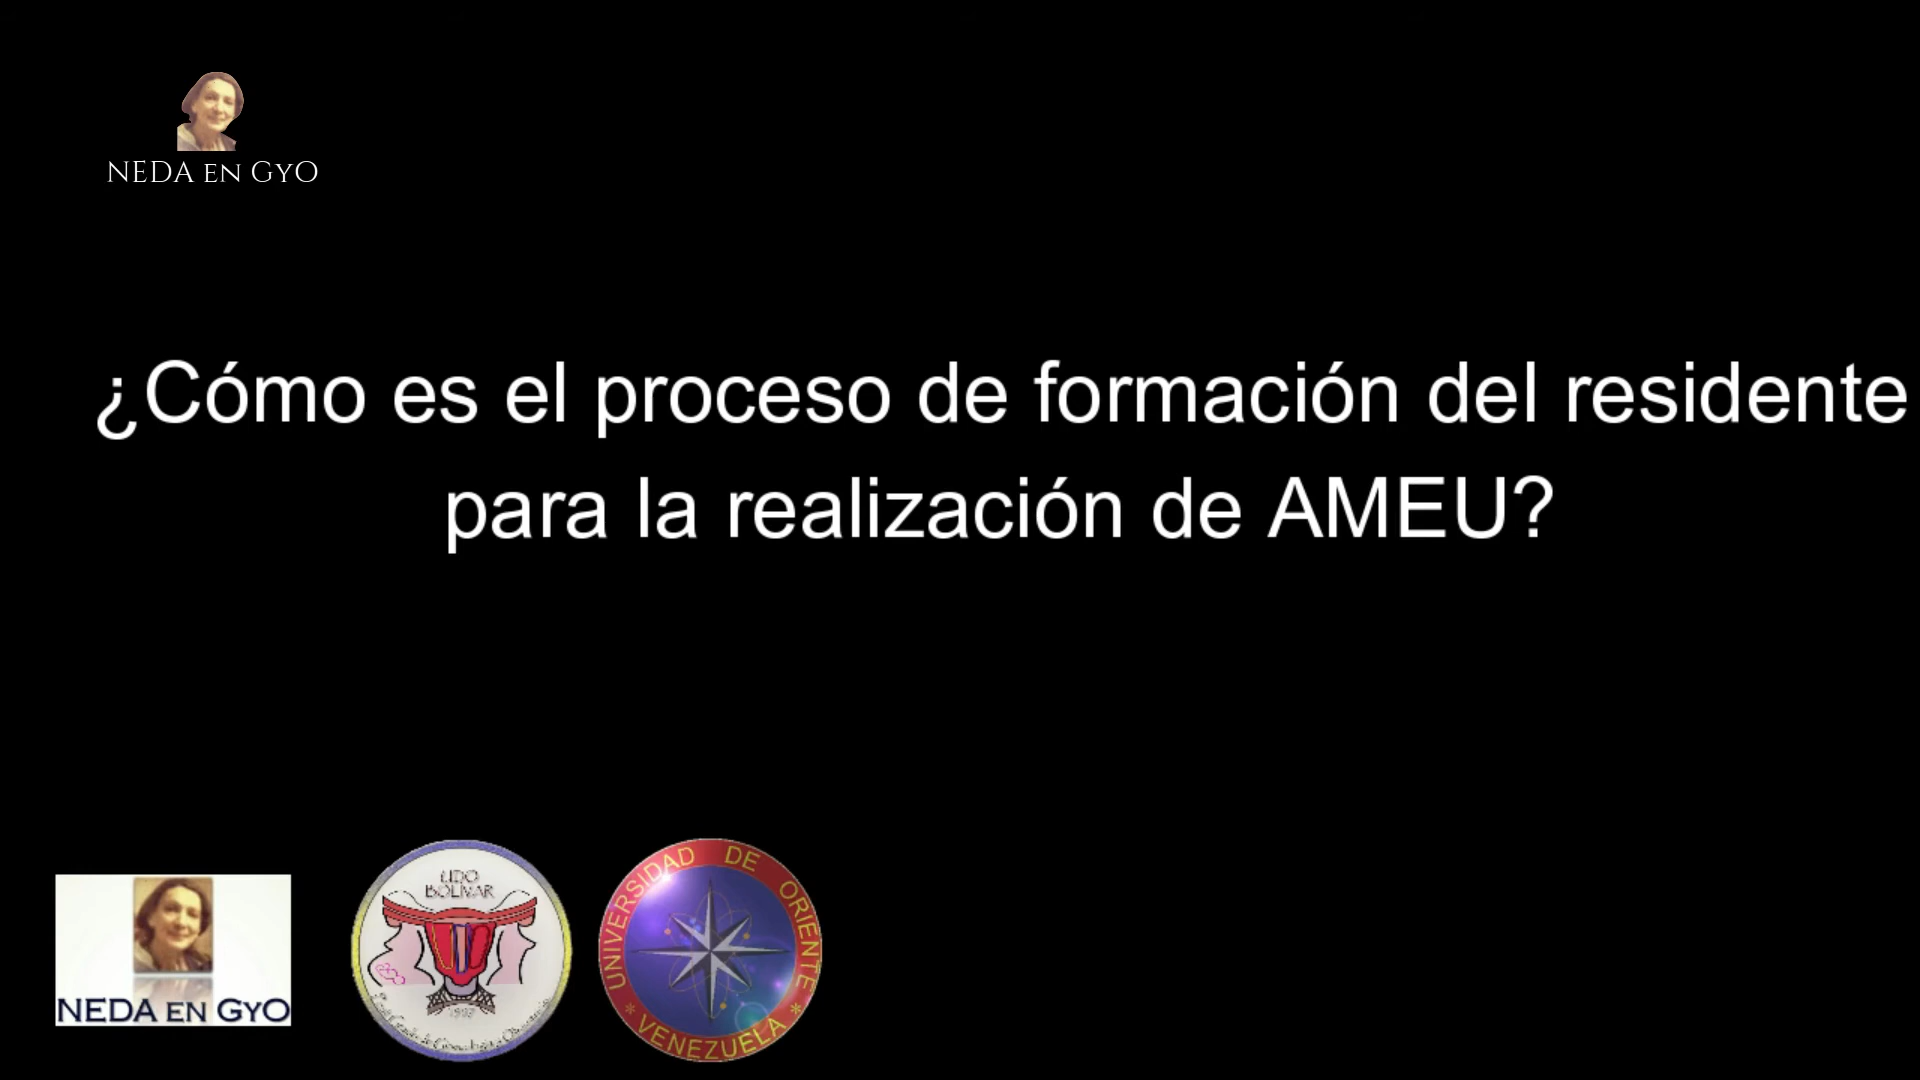 NEDA EN GYO
¿Cómo es el proceso de formación del residente
para la realización de AMEU?
NEDA EN GYO
UDO
BOLIVAR
UNIVERSIDAD DE ORIENTE
* VENEZUELA *